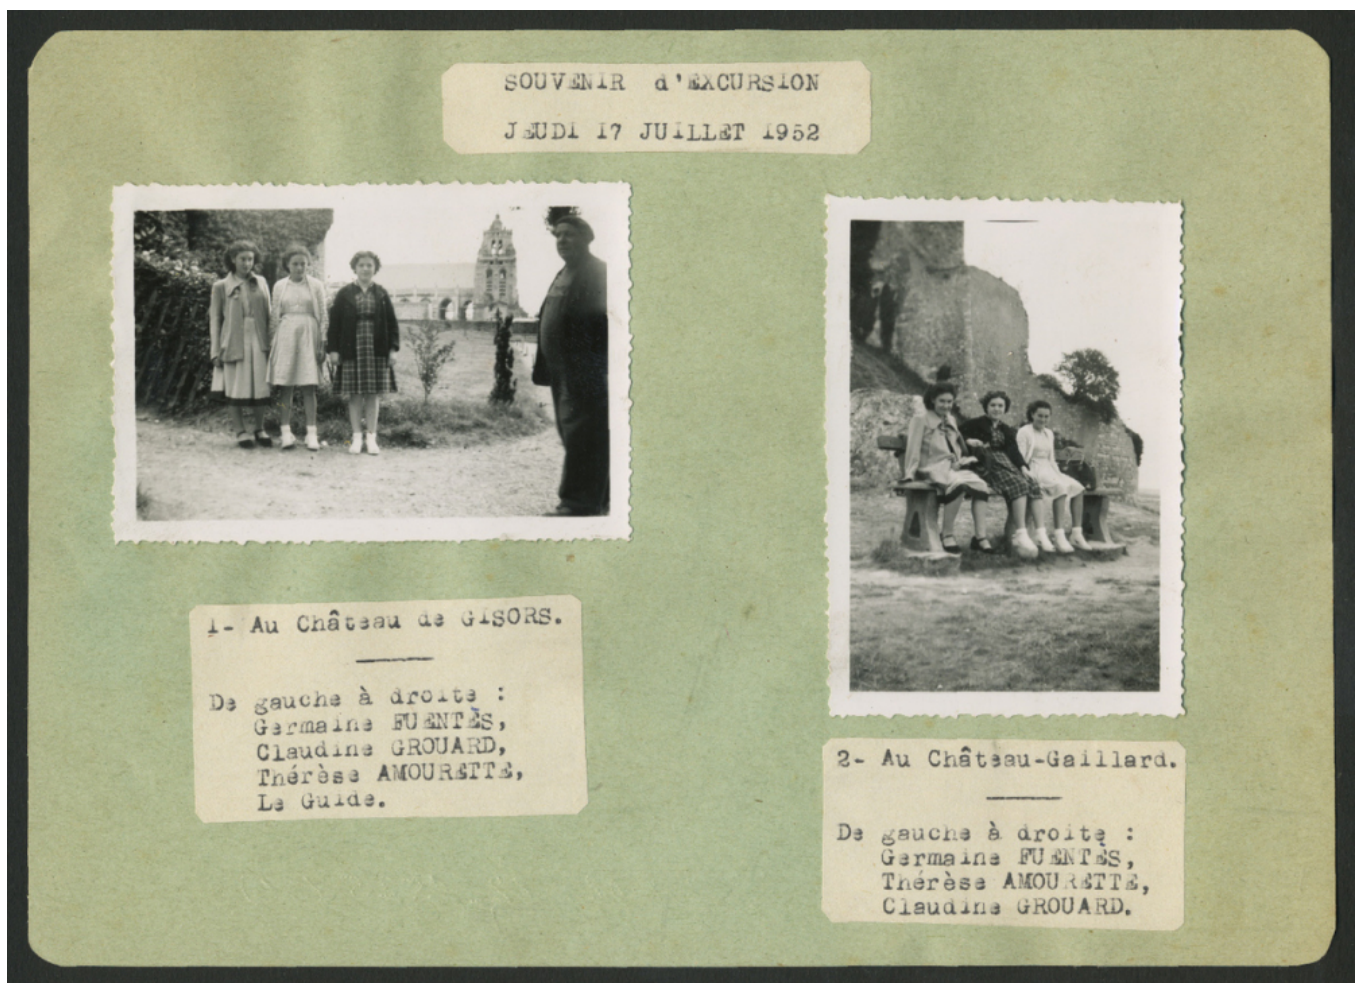 SOUVENIR d'EXCURSION
JEUDI 17 JUILLET 1952
1- Au Château de GISORS.
De gauche à droite :
Germaine FUENTÈS,
Claudine GROUARD,
Thérèse AMOURETTE,
Le Guide.
2- Au Château-Gaillard.
De gauche à droite :
Germaine FUENTÈS,
Thérèse AMOURETTE,
Claudine GROUARD.